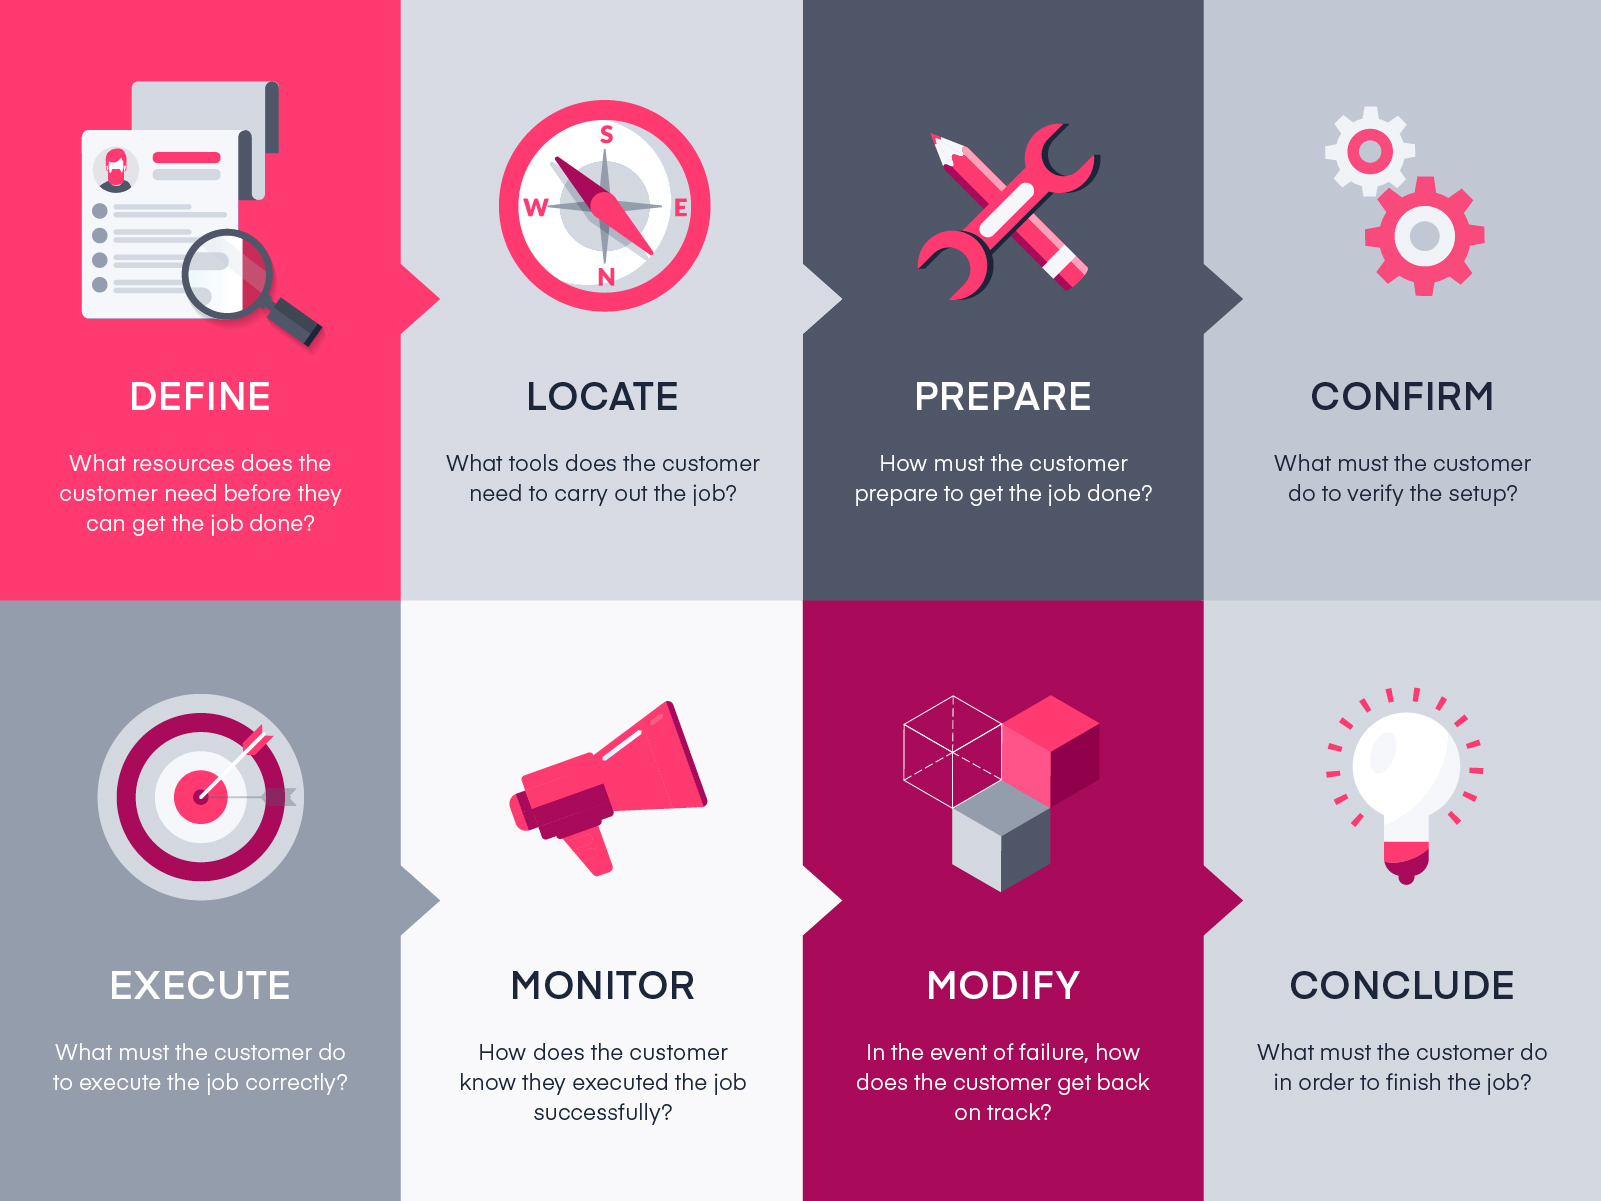 S
W
E
N
DEFINE
What resources does the
customer need before they
can get the job done?
LOCATE
What tools does the customer
need to carry out the job?
PREPARE
How must the customer
prepare to get the job done?
CONFIRM
What must the customer
do to verify the setup?
EXECUTE
What must the customer do
to execute the job correctly?
MONITOR
How does the customer
know they executed the job
successfully?
MODIFY
In the event of failure, how
does the customer get back
on track?
CONCLUDE
What must the customer do
in order to finish the job?